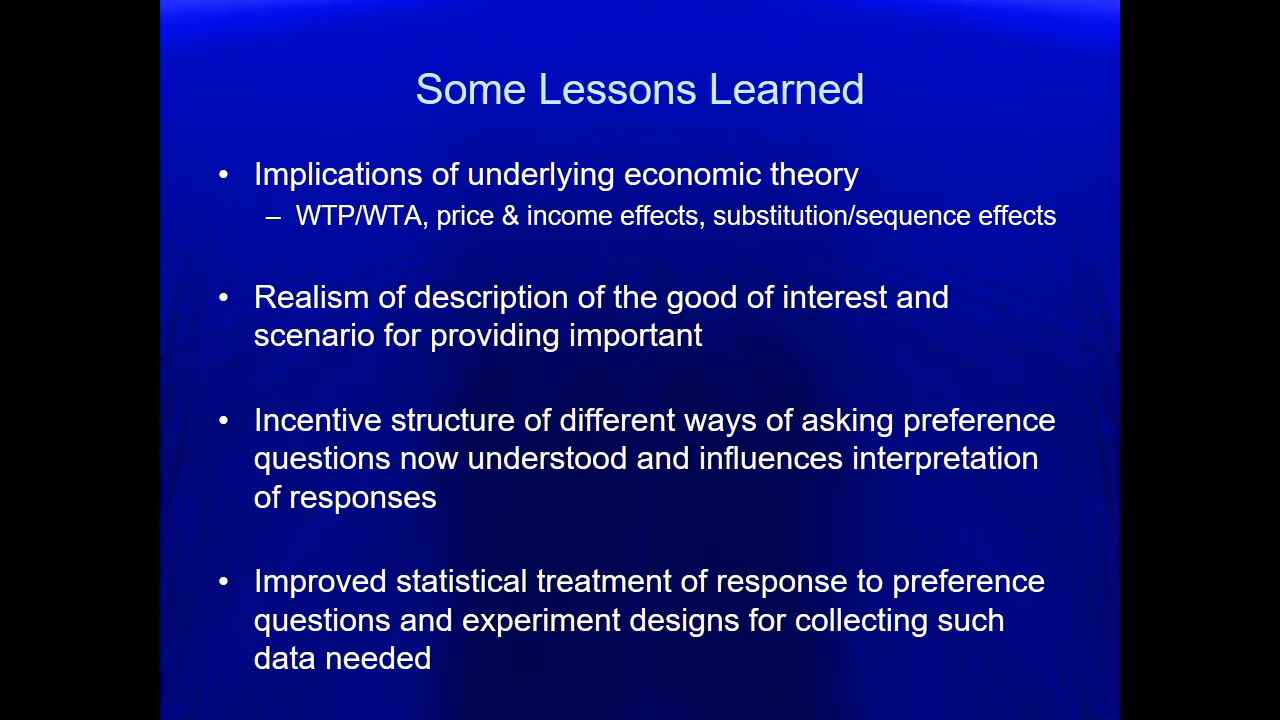 Some Lessons Learned
• Implications of underlying economic theory
– WTP/WTA, price & income effects, substitution/sequence effects
• Realism of description of the good of interest and
scenario for providing important
• Incentive structure of different ways of asking preference
questions now understood and influences interpretation
of responses
• Improved statistical treatment of response to preference
questions and experiment designs for collecting such
data needed